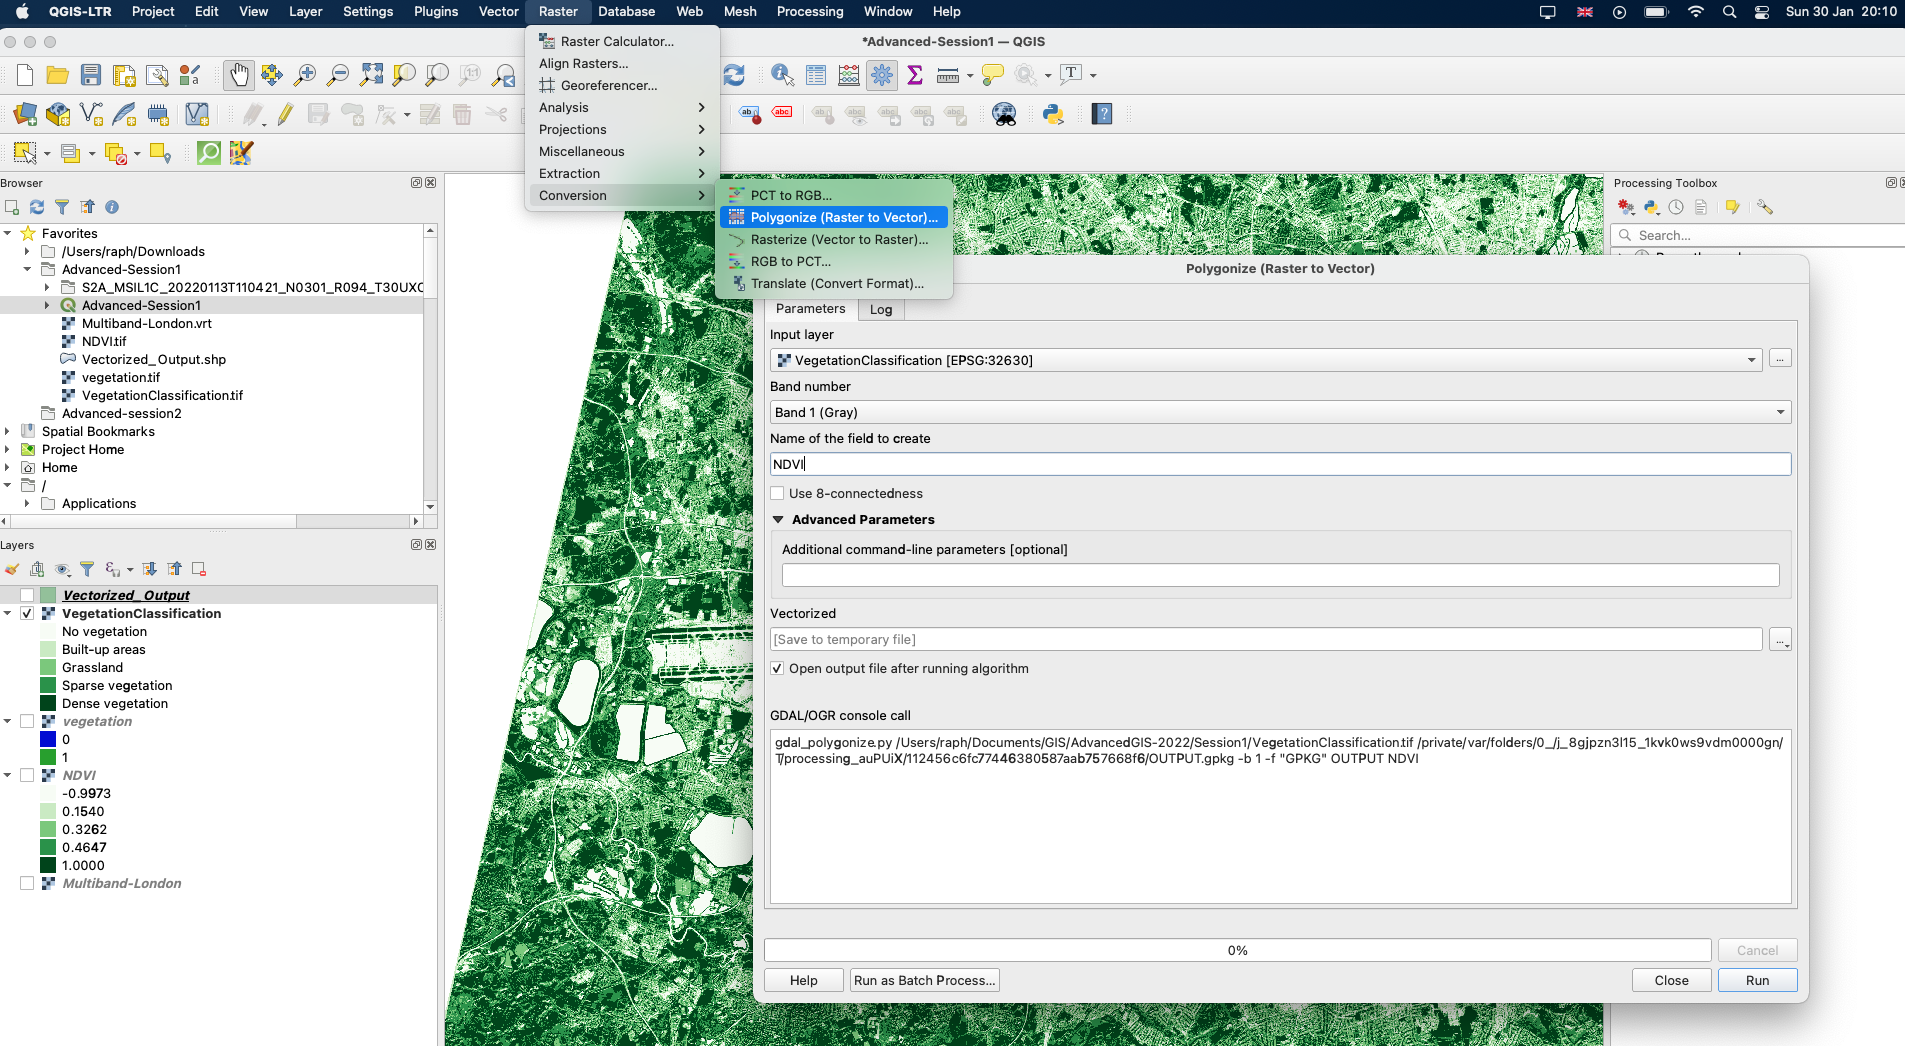 QGIS-LTR Project Edit View Layer Settings Plugins Vector Raster Database Web Mesh Processing Window Help Sun 30 Jan 20:10
*Advanced-Session1 — QGIS
Raster Calculator...
Align Rasters...
Georeferencer...
Analysis
Projections
Miscellaneous
Extraction
Conversion
PCT to RGB...
Polygonize (Raster to Vector)...
Rasterize (Vector to Raster)...
RGB to PCT...
Translate (Convert Format)...
Browser
Favorites
/Users/raph/Downloads
Advanced-Session1
S2A_MSIL1C_20220113T110421_N0301_R094_T30UXC
Advanced-Session1
Multiband-London.vrt
NDVI.tif
Vectorized_Output.shp
vegetation.tif
VegetationClassification.tif
Advanced-session2
Spatial Bookmarks
Project Home
Home
/
Applications
Layers
Vectorized_Output
VegetationClassification
No vegetation
Built-up areas
Grassland
Sparse vegetation
Dense vegetation
vegetation
0
1
NDVI
-0.9973
0.1540
0.3262
0.4647
1.0000
Multiband-London
Processing Toolbox
Search...
Polygonize (Raster to Vector)
Parameters Log
Input layer
VegetationClassification [EPSG:32630]
Band number
Band 1 (Gray)
Name of the field to create
NDVI
Use 8-connectedness
Advanced Parameters
Additional command-line parameters [optional]
Vectorized
[Save to temporary file]
Open output file after running algorithm
GDAL/OGR console call
gdal_polygonize.py /Users/raph/Documents/GIS/AdvancedGIS-2022/Session1/VegetationClassification.tif /private/var/folders/0_/j_8gjpzn3l15_1kvk0ws9vdm0000gn/
T/processing_auPUiX/112456c6fc77446380587aab757668f6/OUTPUT.gpkg -b 1 -f "GPKG" OUTPUT NDVI
0%
Cancel
Help Run as Batch Process... Close Run